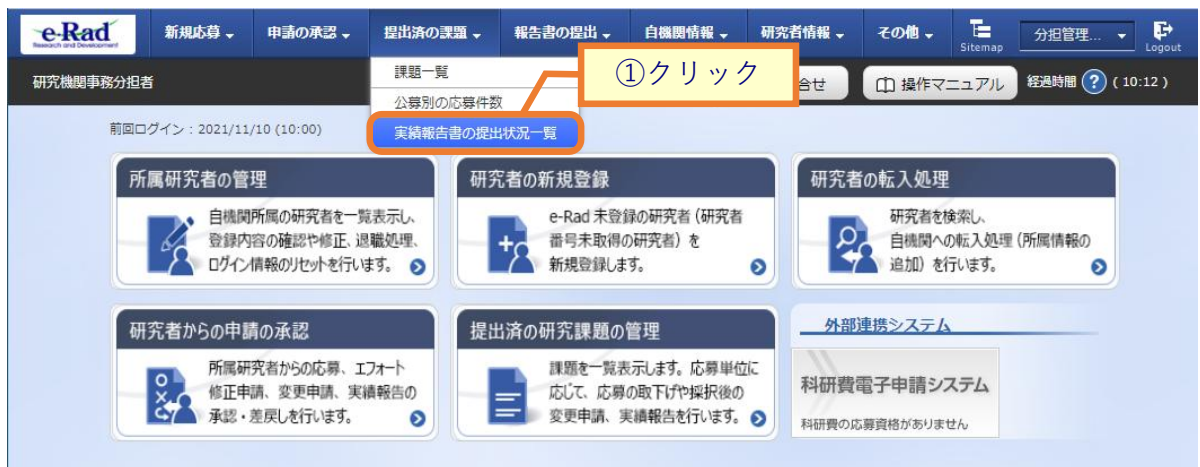 e-Rad
Research and Development
新規応募
申請の承認
提出済の課題
報告書の提出
自機関情報
研究者情報
その他
Sitemap
分担管理...
Logout
研究機関事務分担者
課題一覧
公募別の応募件数
実績報告書の提出状況一覧
①クリック
合せ
操作マニュアル
経過時間 ? ( 10:12 )
前回ログイン : 2021/11/10 (10:00)
所属研究者の管理
自機関所属の研究者を一覧表示し、
登録内容の確認や修正、退職処理、
ログイン情報のリセットを行います。
研究者の新規登録
e-Rad 未登録の研究者(研究者
番号未取得の研究者)を
新規登録します。
研究者の転入処理
研究者を検索し、
自機関への転入処理(所属情報の
追加)を行います。
研究者からの申請の承認
所属研究者からの応募、エフォート
修正申請、変更申請、実績報告の
承認・差戻しを行います。
提出済の研究課題の管理
課題を一覧表示します。応募単位に
応じて、応募の取下げや採択後の
変更申請、実績報告を行います。
外部連携システム
科研費電子申請システム
科研費の応募資格がありません